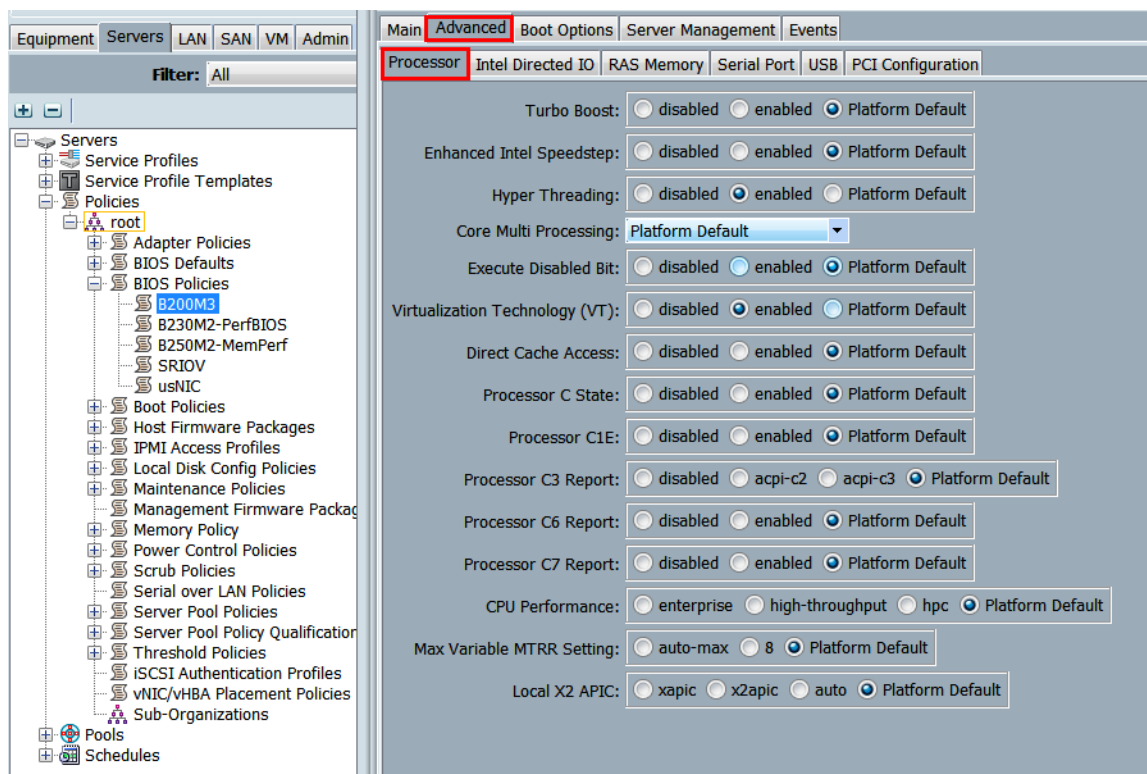 Equipment Servers LAN SAN VM Admin
Filter: All
Servers
Service Profiles
Service Profile Templates
Policies
root
Adapter Policies
BIOS Defaults
BIOS Policies
B200M3
B230M2-PerfBIOS
B250M2-MemPerf
SRIOV
usNIC
Boot Policies
Host Firmware Packages
IPMI Access Profiles
Local Disk Config Policies
Maintenance Policies
Management Firmware Packag
Memory Policy
Power Control Policies
Scrub Policies
Serial over LAN Policies
Server Pool Policies
Server Pool Policy Qualification
Threshold Policies
iSCSI Authentication Profiles
vNIC/vHBA Placement Policies
Sub-Organizations
Pools
Schedules
Main Advanced Boot Options Server Management Events
Processor Intel Directed IO RAS Memory Serial Port USB PCI Configuration
Turbo Boost: disabled enabled Platform Default
Enhanced Intel Speedstep: disabled enabled Platform Default
Hyper Threading: disabled enabled Platform Default
Core Multi Processing: Platform Default
Execute Disabled Bit: disabled enabled Platform Default
Virtualization Technology (VT): disabled enabled Platform Default
Direct Cache Access: disabled enabled Platform Default
Processor C State: disabled enabled Platform Default
Processor C1E: disabled enabled Platform Default
Processor C3 Report: disabled acpi-c2 acpi-c3 Platform Default
Processor C6 Report: disabled enabled Platform Default
Processor C7 Report: disabled enabled Platform Default
CPU Performance: enterprise high-throughput hpc Platform Default
Max Variable MTRR Setting: auto-max 8 Platform Default
Local X2 APIC: xapic x2apic auto Platform Default